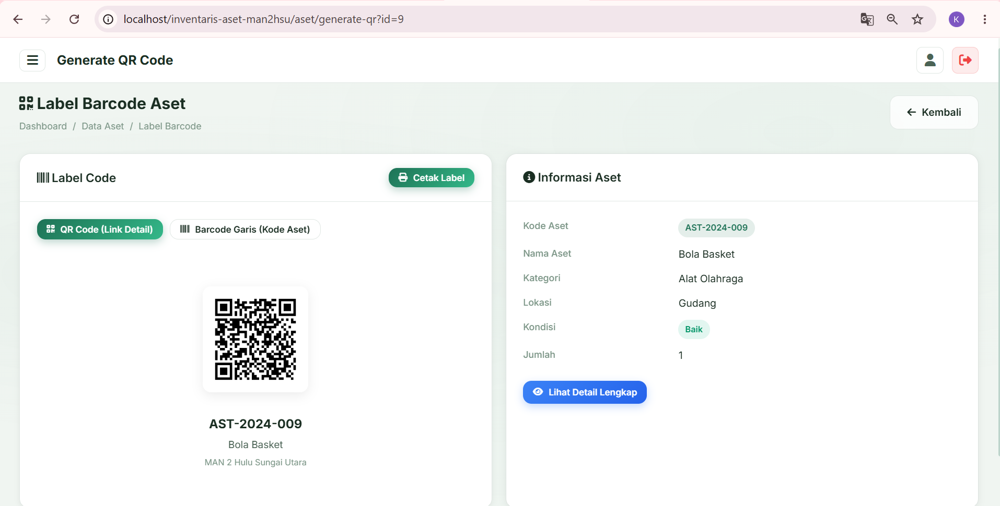 localhost/inventaris-aset-man2hsu/aset/generate-qr?id=9
K
Generate QR Code
Label Barcode Aset
Dashboard / Data Aset / Label Barcode
Kembali
Label Code
Cetak Label
QR Code (Link Detail)
Barcode Garis (Kode Aset)
AST-2024-009
Bola Basket
MAN 2 Hulu Sungai Utara
Informasi Aset
Kode Aset AST-2024-009
Nama Aset Bola Basket
Kategori Alat Olahraga
Lokasi Gudang
Kondisi Baik
Jumlah 1
Lihat Detail Lengkap